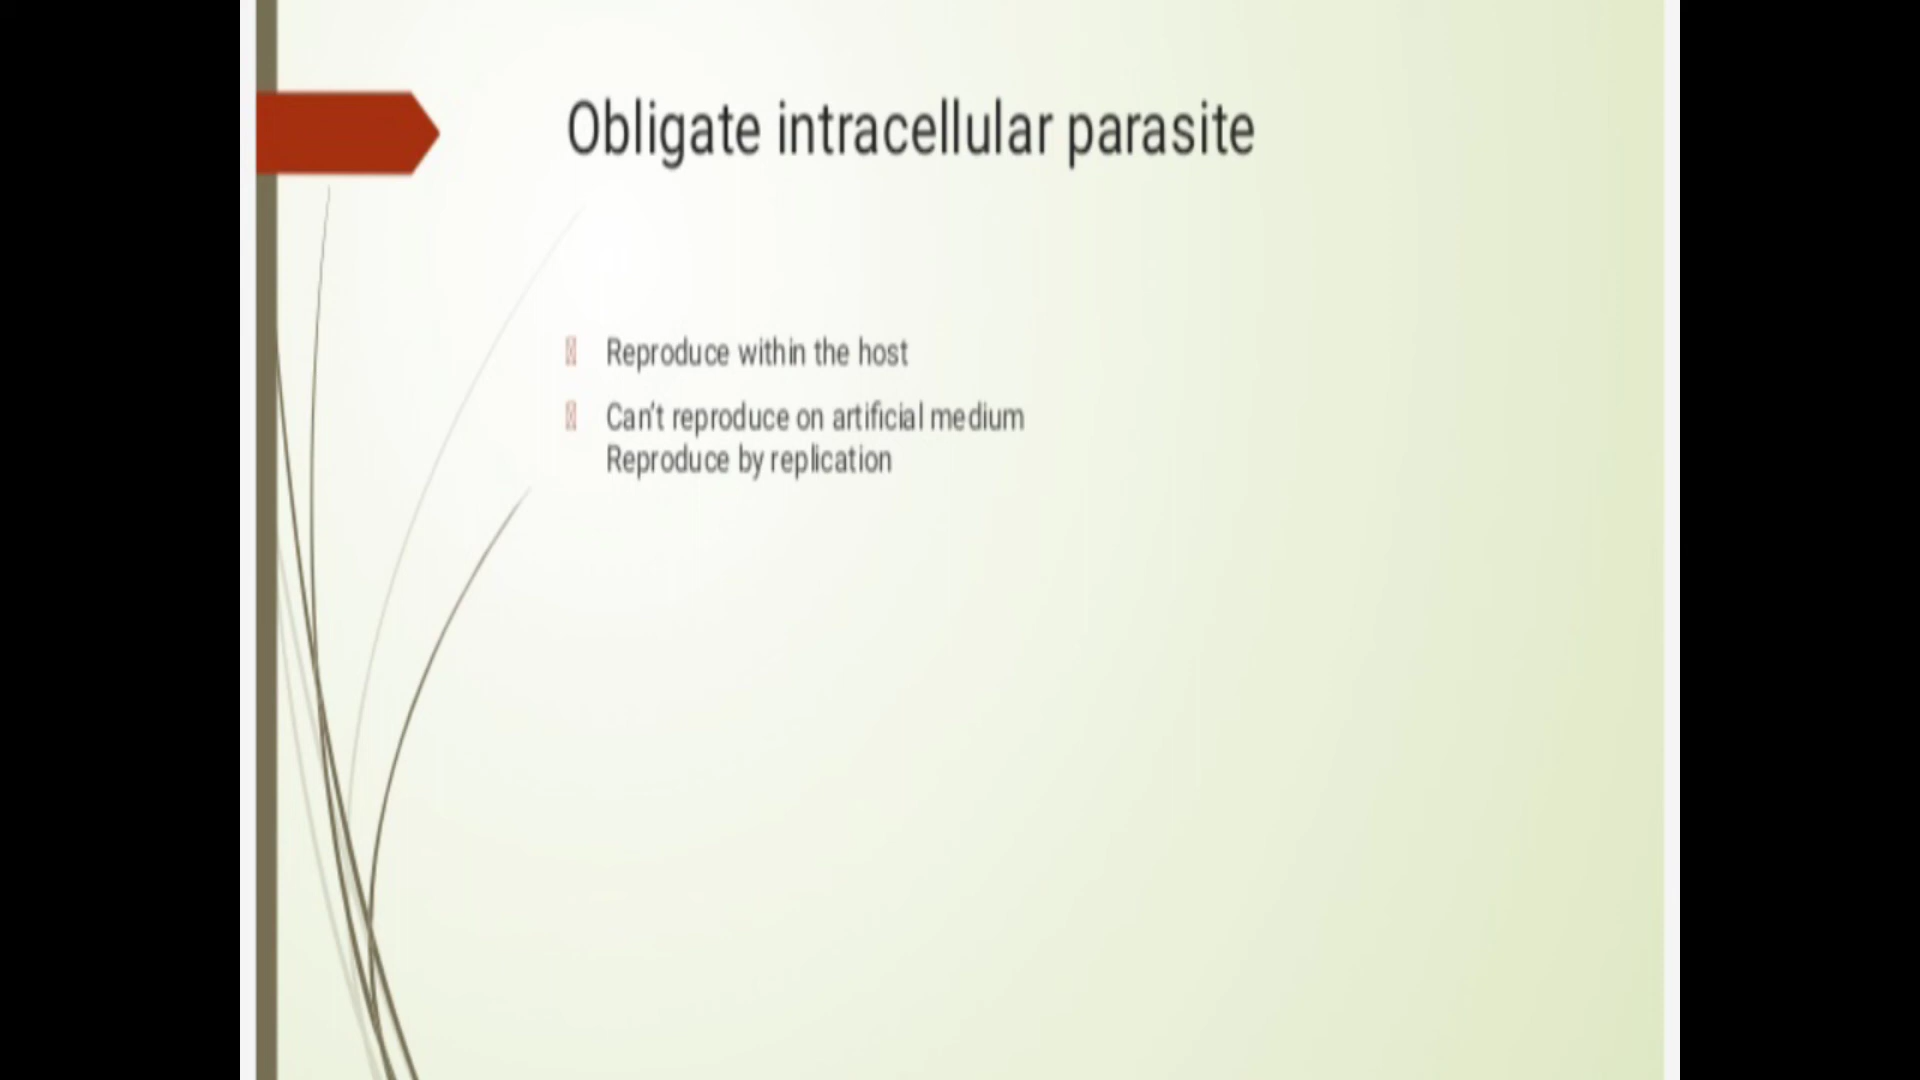 Obligate intracellular parasite
Reproduce within the host
Can't reproduce on artificial medium
Reproduce by replication